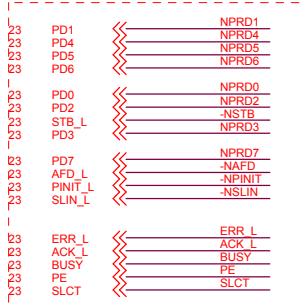 23 PD1 NPRD1
23 PD4 NPRD4
23 PD5 NPRD5
23 PD6 NPRD6
23 PD0 NPRD0
23 PD2 NPRD2
23 STB_L -NSTB
23 PD3 NPRD3
23 PD7 NPRD7
23 AFD_L -NAFD
23 PINIT_L -NPINIT
23 SLIN_L -NSLIN
23 ERR_L ERR_L
23 ACK_L ACK_L
23 BUSY BUSY
23 PE PE
23 SLCT SLCT